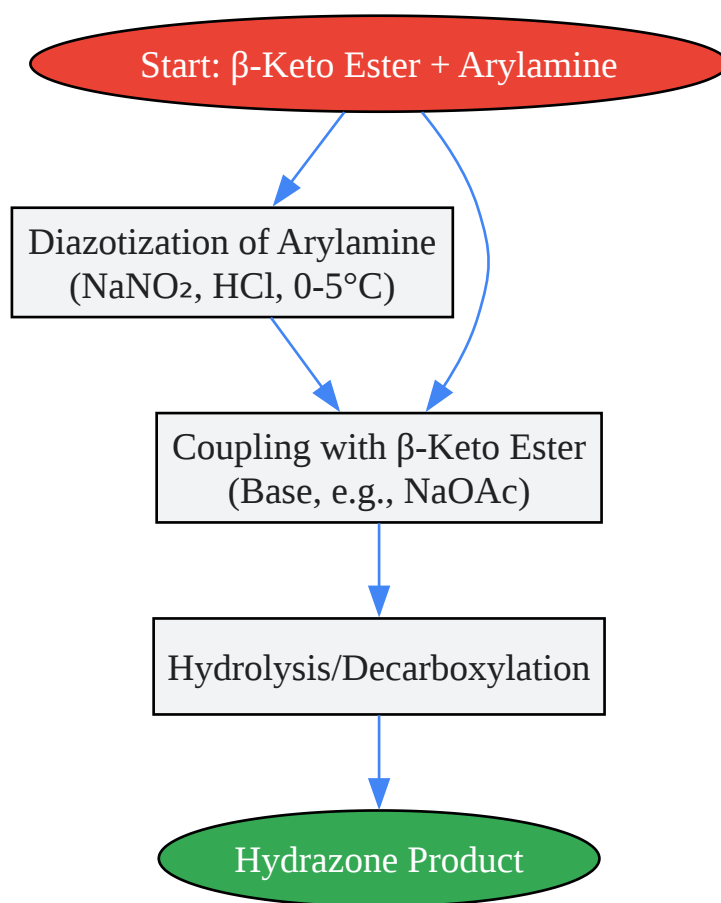 Start: β-Keto Ester + Arylamine
Diazotization of Arylamine
(NaNO₂, HCl, 0-5°C)
Coupling with β-Keto Ester
(Base, e.g., NaOAc)
Hydrolysis/Decarboxylation
Hydrazone Product